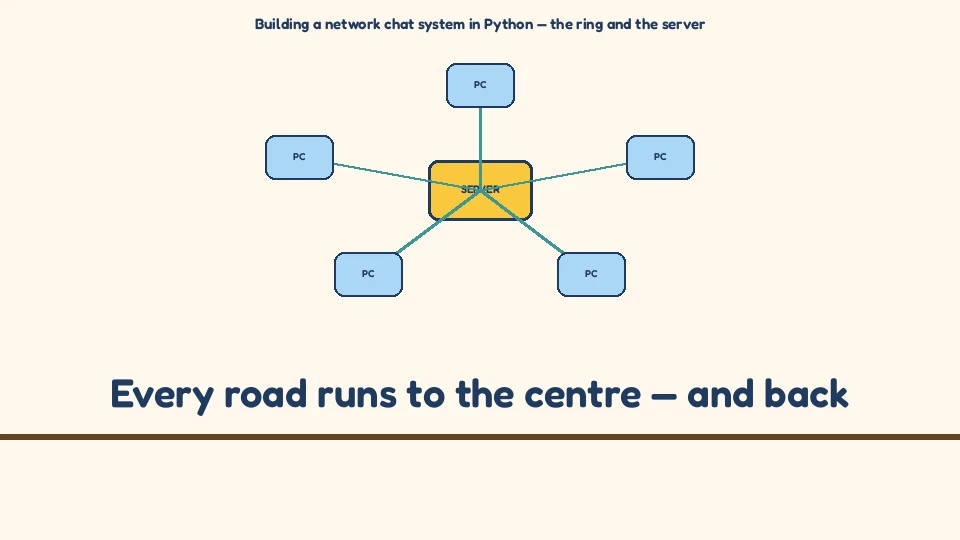 Building a network chat system in Python — the ring and the server
PC
PC
PC
SERVER
PC
PC
Every road runs to the centre — and back